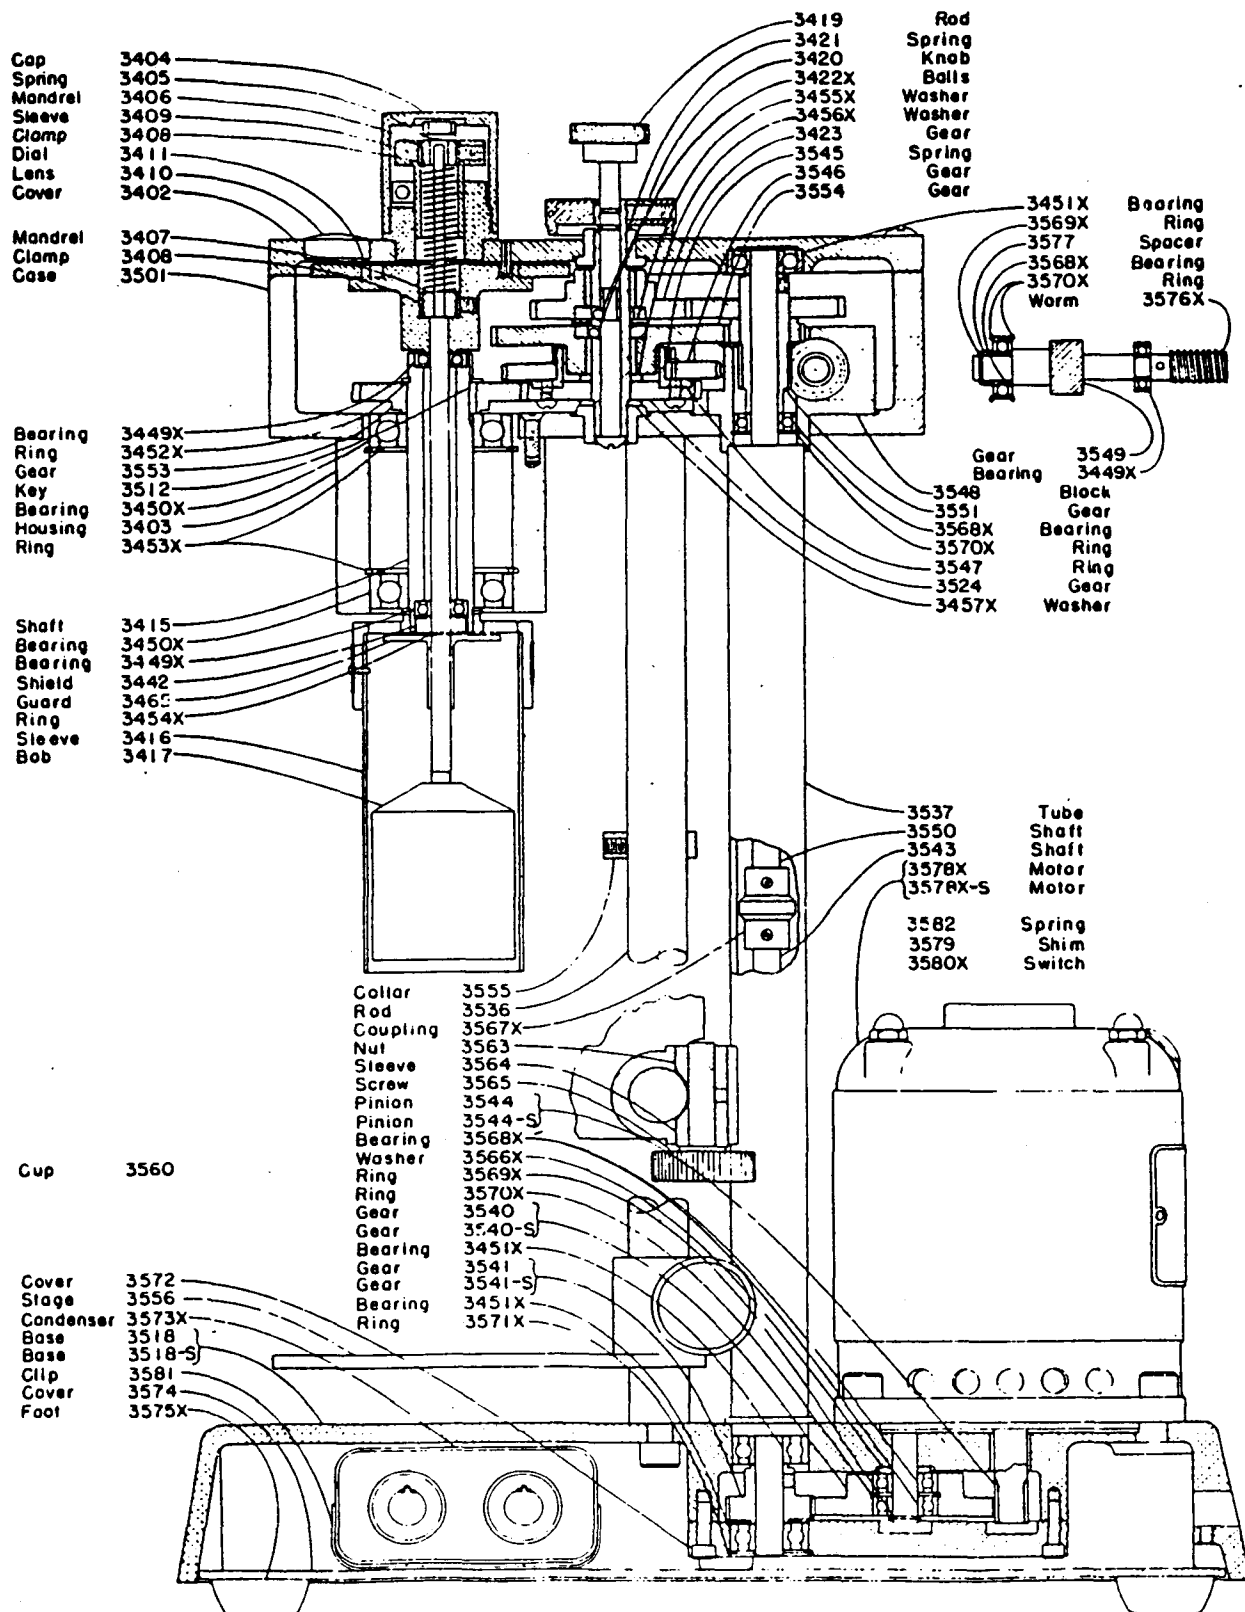 Cap 3404
Spring 3405
Mandrel 3406
Sleeve 3409
Clamp 3408
Dial 3411
Lens 3410
Cover 3402
Mandrel 3407
Clamp 3408
Case 3501
Bearing 3449X
Ring 3452X
Gear 3553
Key 3512
Bearing 3450X
Housing 3403
Ring 3453X
Shaft 3415
Bearing 3450X
Bearing 3449X
Shield 3442
Guard 3465
Ring 3454X
Sleeve 3416
Bob 3417
3419 Rod
3421 Spring
3420 Knob
3422X Balls
3455X Washer
3456X Washer
3423 Gear
3545 Spring
3546 Gear
3554 Gear
3451X Bearing
3569X Ring
3577 Spacer
3568X Bearing
3570X Ring
Worm 3576X
Gear 3549
Bearing 3449X
3548 Block
3551 Gear
3568X Bearing
3570X Ring
3547 Ring
3524 Gear
3457X Washer
3537 Tube
3550 Shaft
3543 Shaft
3578X Motor
3578X-S Motor
3582 Spring
3579 Shim
3580X Switch
Collar 3555
Rod 3536
Coupling 3567X
Nut 3563
Sleeve 3564
Screw 3565
Pinion 3544
Pinion 3544-S
Bearing 3568X
Washer 3566X
Ring 3569X
Ring 3570X
Gear 3540
Gear 3540-S
Bearing 3451X
Gear 3541
Gear 3541-S
Bearing 3451X
Ring 3571X
Cup 3560
Cover 3572
Stage 3556
Condenser 3573X
Base 3518
Base 3518-S
Clip 3581
Cover 3574
Foot 3575X